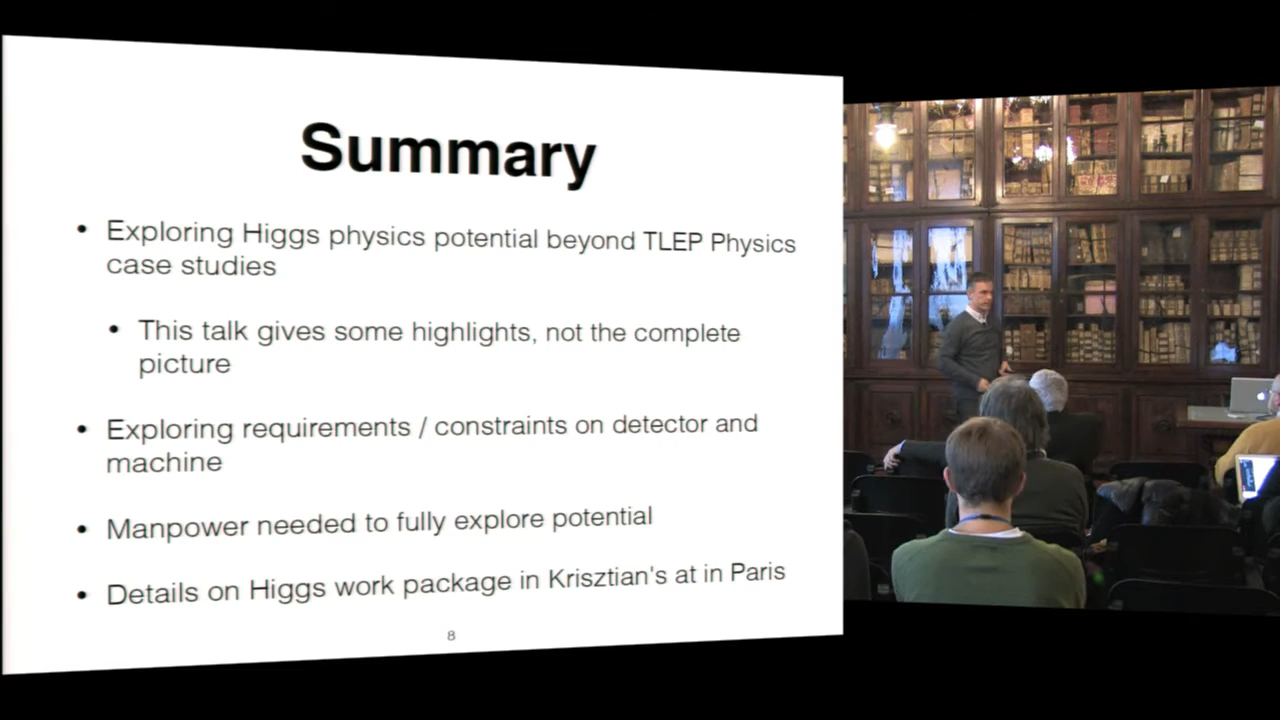 Summary
• Exploring Higgs physics potential beyond TLEP Physics
case studies
• This talk gives some highlights, not the complete
picture
• Exploring requirements / constraints on detector and
machine
• Manpower needed to fully explore potential
• Details on Higgs work package in Krisztian's at in Paris
8